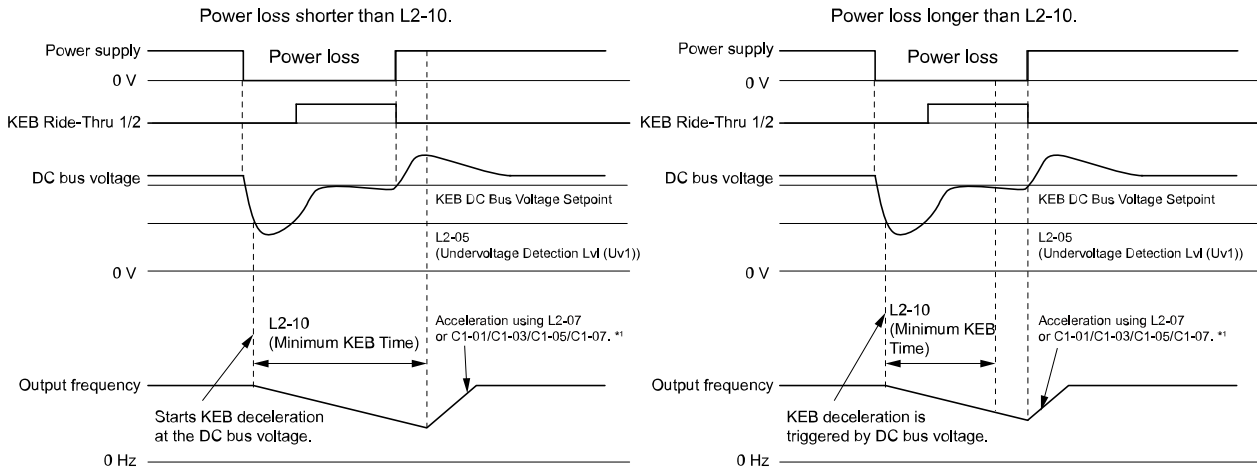 Power loss shorter than L2-10.
Power supply
Power loss
0 V
KEB Ride-Thru 1/2
DC bus voltage
KEB DC Bus Voltage Setpoint
L2-05
(Undervoltage Detection Lvl (Uv1))
0 V
L2-10
(Minimum KEB Time)
Acceleration using L2-07
or C1-01/C1-03/C1-05/C1-07. *1
Output frequency
Starts KEB deceleration
at the DC bus voltage.
0 Hz
Power loss longer than L2-10.
Power supply
Power loss
0 V
KEB Ride-Thru 1/2
DC bus voltage
KEB DC Bus Voltage Setpoint
L2-05
(Undervoltage Detection Lvl (Uv1))
0 V
L2-10
(Minimum KEB
Time)
Acceleration using L2-07
or C1-01/C1-03/C1-05/C1-07. *1
Output frequency
KEB deceleration is
triggered by DC bus voltage.
0 Hz